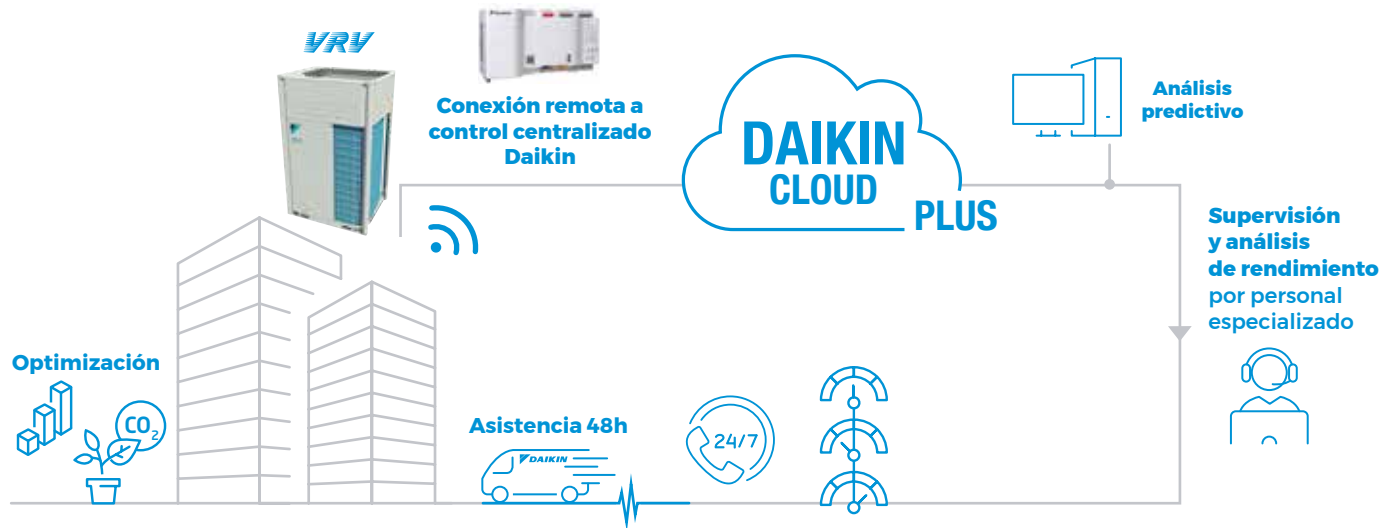 VRV
Conexión remota a
control centralizado
Daikin
DAIKIN
CLOUD
PLUS
Análisis
predictivo
Supervisión
y análisis
de rendimiento
por personal
especializado
Optimización
CO2
Asistencia 48h
DAIKIN
24/7